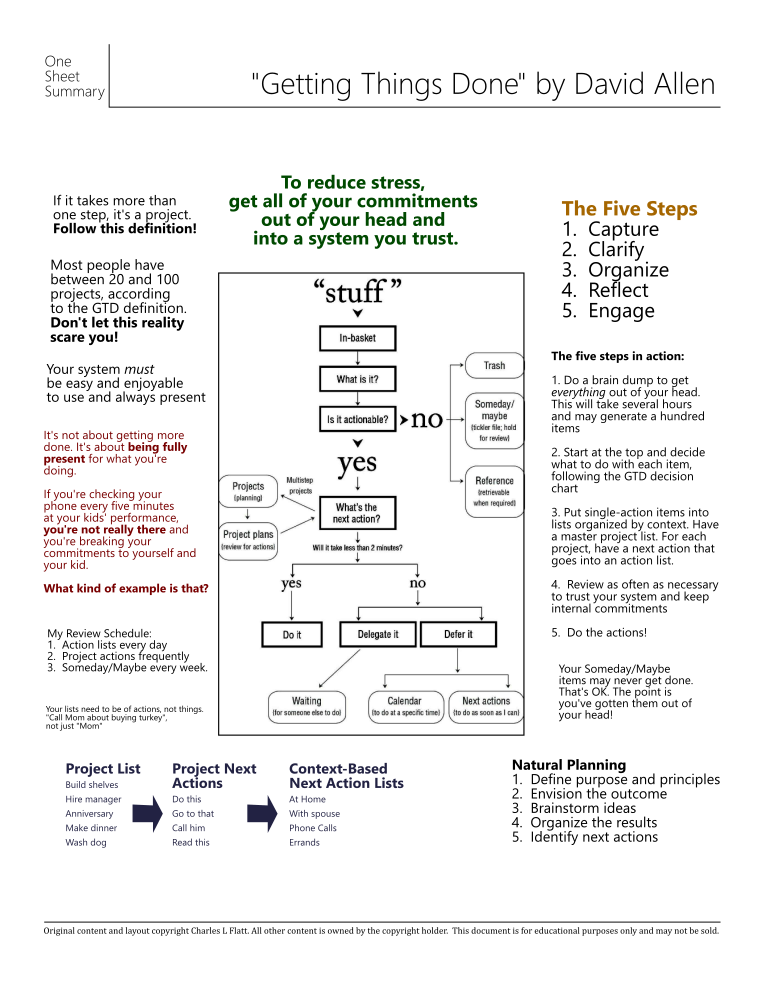 One
Sheet
Summary
"Getting Things Done" by David Allen
If it takes more than
one step, it's a project.
Follow this definition!
Most people have
between 20 and 100
projects, according
to the GTD definition.
Don't let this reality
scare you!
Your system must
be easy and enjoyable
to use and always present
It's not about getting more
done. It's about being fully
present for what you're
doing.
If you're checking your
phone every five minutes
at your kids' performance,
you're not really there and
you're breaking your
commitments to yourself and
your kid.
What kind of example is that?
My Review Schedule:
1. Action lists every day
2. Project actions frequently
3. Someday/Maybe every week.
Your lists need to be of actions, not things.
"Call Mom about buying turkey",
not just "Mom"
To reduce stress,
get all of your commitments
out of your head and
into a system you trust.
“stuff”
In-basket
What is it?
Is it actionable?
no
Trash
Someday/
maybe
(tickler file; hold
for review)
Reference
(retrievable
when required)
yes
Projects
(planning)
Multistep
projects
What's the
next action?
Project plans
(review for actions)
Will it take less than 2 minutes?
yes
no
Do it
Delegate it
Defer it
Waiting
(for someone else to do)
Calendar
(to do at a specific time)
Next actions
(to do as soon as I can)
The Five Steps
1. Capture
2. Clarify
3. Organize
4. Reflect
5. Engage
The five steps in action:
1. Do a brain dump to get
everything out of your head.
This will take several hours
and may generate a hundred
items
2. Start at the top and decide
what to do with each item,
following the GTD decision
chart
3. Put single-action items into
lists organized by context. Have
a master project list. For each
project, have a next action that
goes into an action list.
4. Review as often as necessary
to trust your system and keep
internal commitments
5. Do the actions!
Your Someday/Maybe
items may never get done.
That's OK. The point is
you've gotten them out of
your head!
Project List
Build shelves
Hire manager
Anniversary
Make dinner
Wash dog
Project Next
Actions
Do this
Go to that
Call him
Read this
Context-Based
Next Action Lists
At Home
With spouse
Phone Calls
Errands
Natural Planning
1. Define purpose and principles
2. Envision the outcome
3. Brainstorm ideas
4. Organize the results
5. Identify next actions
Original content and layout copyright Charles L Flatt. All other content is owned by the copyright holder. This document is for educational purposes only and may not be sold.